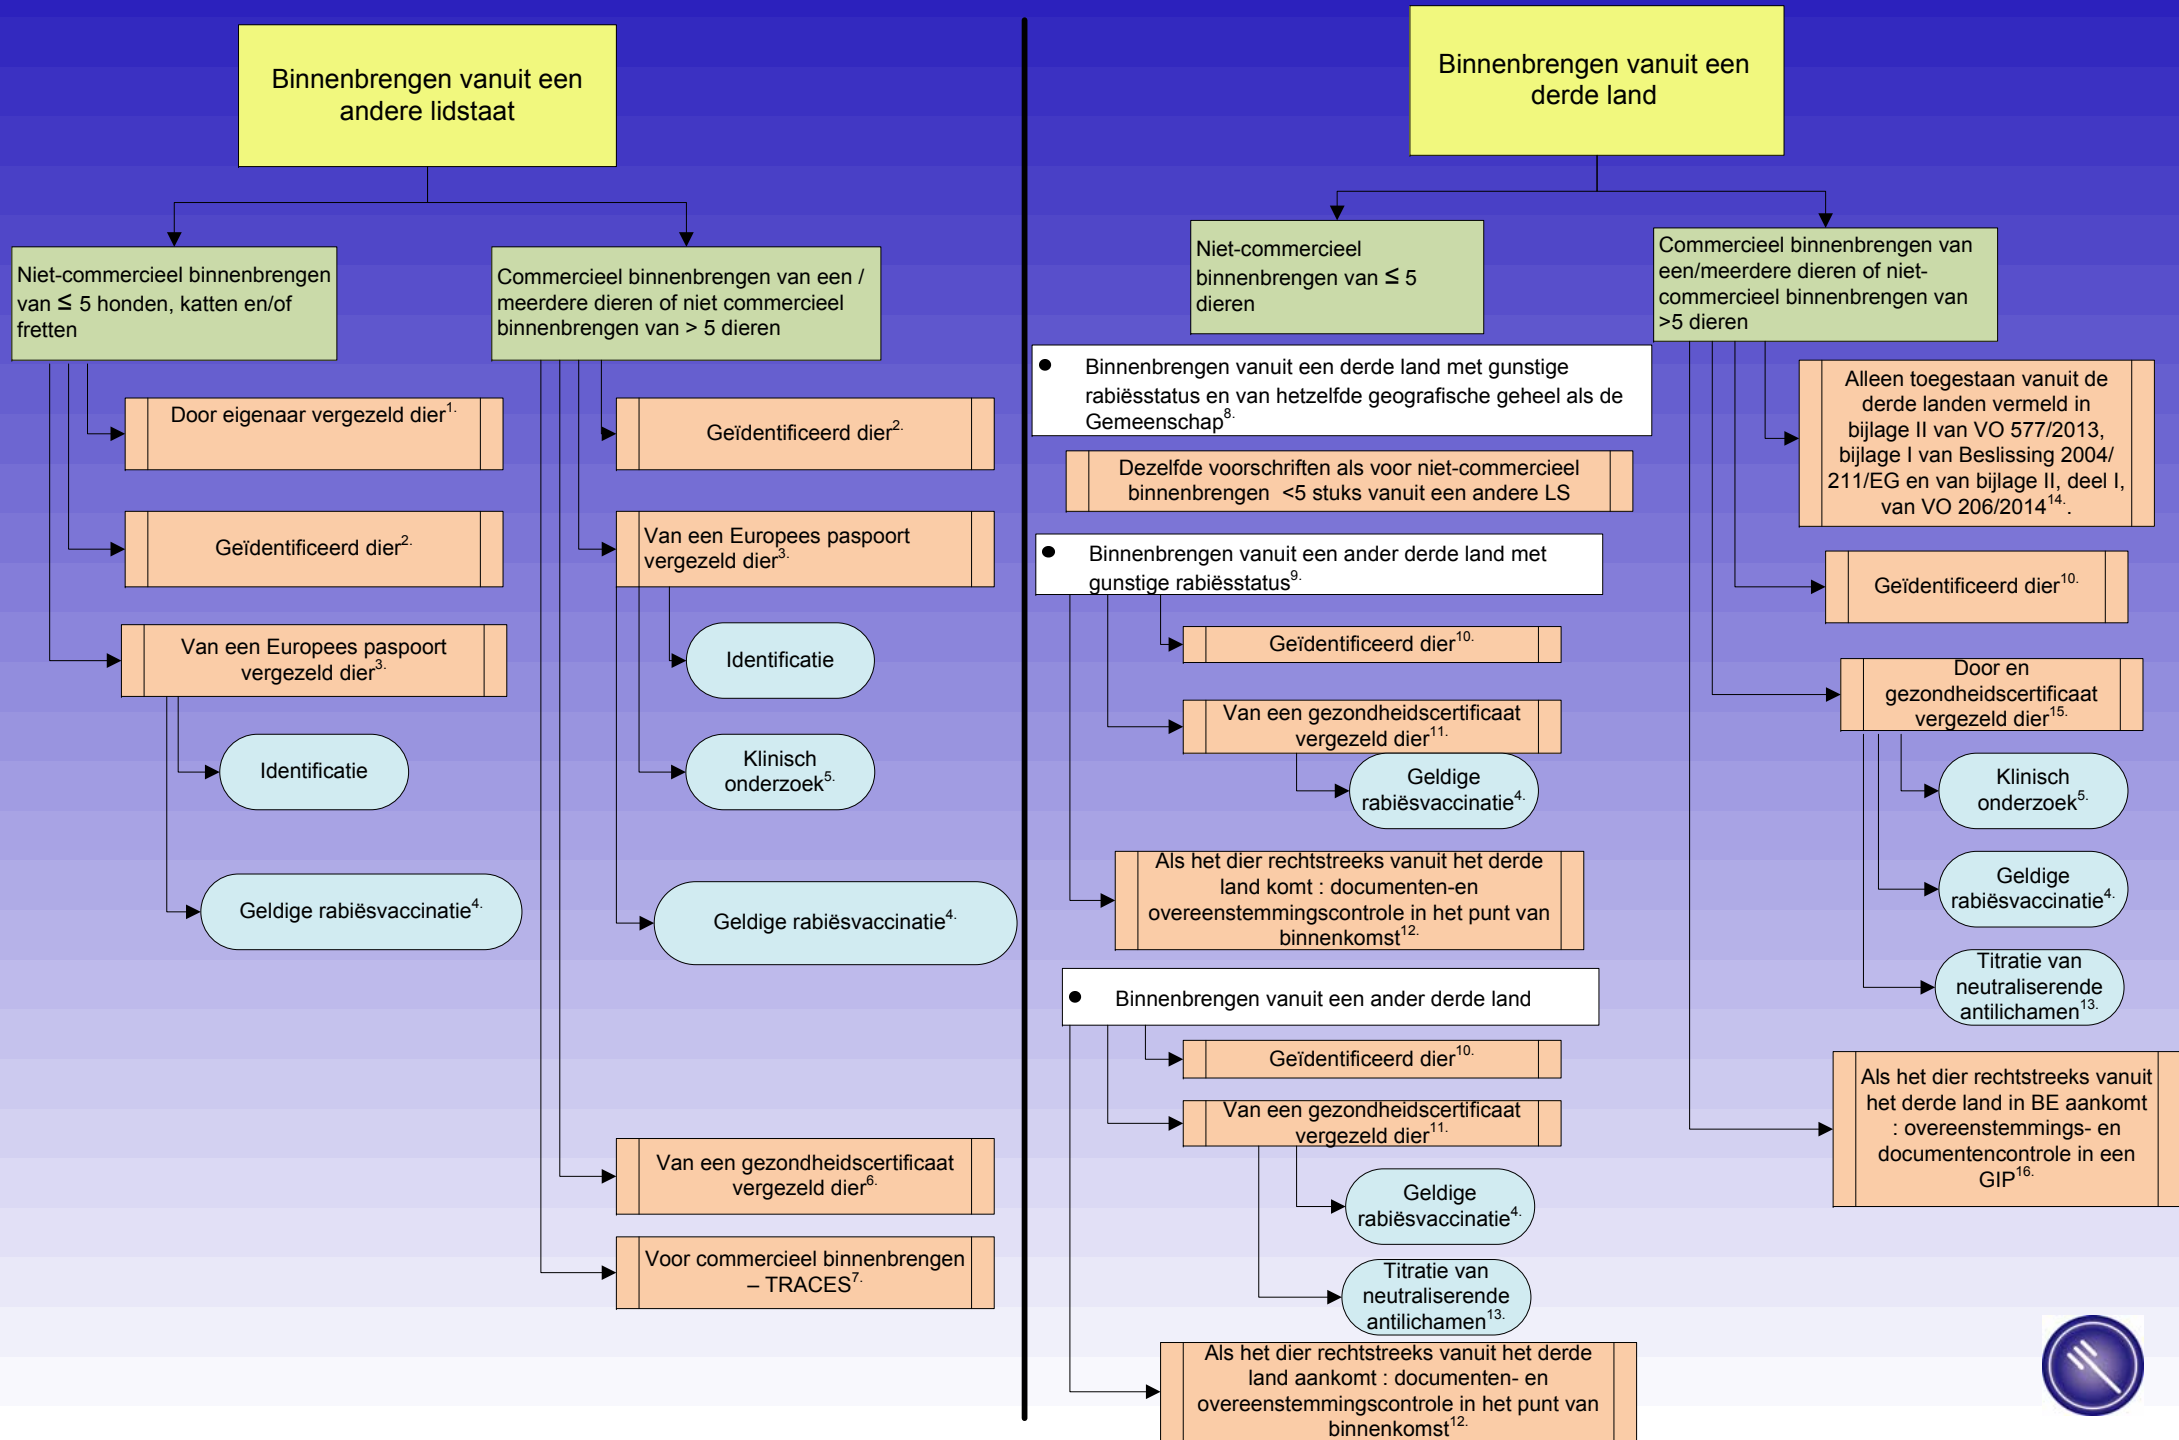 Binnenbrengen vanuit een
andere lidstaat
Niet-commercieel binnenbrengen
van ≤ 5 honden, katten en/of
fretten
Door eigenaar vergezeld dier1.
Geïdentificeerd dier2.
Van een Europees paspoort
vergezeld dier3.
Identificatie
Geldige rabiësvaccinatie4.
Commercieel binnenbrengen van een /
meerdere dieren of niet commercieel
binnenbrengen van > 5 dieren
Geïdentificeerd dier2.
Van een Europees paspoort
vergezeld dier3.
Identificatie
Klinisch
onderzoek5.
Geldige rabiësvaccinatie4.
Van een gezondheidscertificaat
vergezeld dier6.
Voor commercieel binnenbrengen
– TRACES7.
Binnenbrengen vanuit een
derde land
Niet-commercieel
binnenbrengen van ≤ 5
dieren
● Binnenbrengen vanuit een derde land met gunstige
rabiësstatus en van hetzelfde geografische geheel als de
Gemeenschap8.
Dezelfde voorschriften als voor niet-commercieel
binnenbrengen <5 stuks vanuit een andere LS
● Binnenbrengen vanuit een ander derde land met
gunstige rabiësstatus9.
Geïdentificeerd dier10.
Van een gezondheidscertificaat
vergezeld dier11.
Geldige
rabiësvaccinatie4.
Als het dier rechtstreeks vanuit het derde
land komt : documenten-en
overeenstemmingscontrole in het punt van
binnenkomst12.
● Binnenbrengen vanuit een ander derde land
Geïdentificeerd dier10.
Van een gezondheidscertificaat
vergezeld dier11.
Geldige
rabiësvaccinatie4.
Titratie van
neutraliserende
antilichamen13.
Als het dier rechtstreeks vanuit het derde
land aankomt : documenten- en
overeenstemmingscontrole in het punt van
binnenkomst12.
Commercieel binnenbrengen van
een/meerdere dieren of niet-
commercieel binnenbrengen van
>5 dieren
Alleen toegestaan vanuit de
derde landen vermeld in
bijlage II van VO 577/2013,
bijlage I van Beslissing 2004/
211/EG en van bijlage II, deel I,
van VO 206/201414.
Geïdentificeerd dier10.
Door en
gezondheidscertificaat
vergezeld dier15.
Klinisch
onderzoek5.
Geldige
rabiësvaccinatie4.
Titratie van
neutraliserende
antilichamen13.
Als het dier rechtstreeks vanuit
het derde land in BE aankomt
: overeenstemmings- en
documentencontrole in een
GIP16.